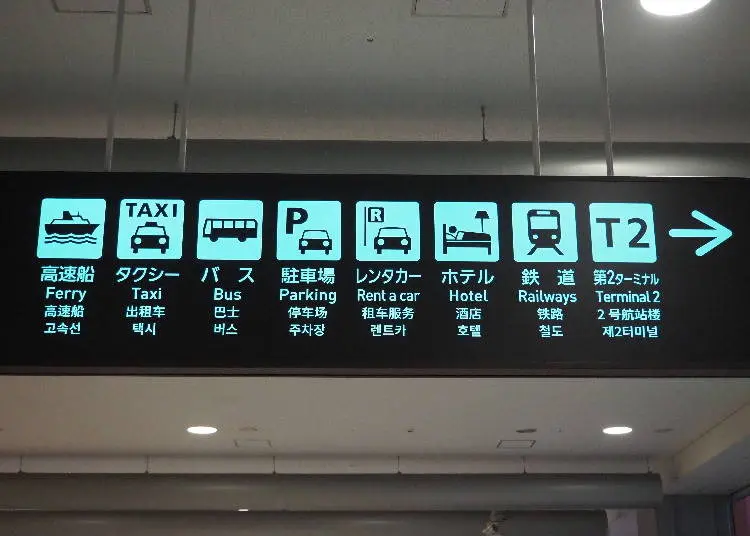 TAXI
P
R
T2
高速船
タクシー
バス
駐車場
レンタカー
ホテル
鉄道
第2ターミナル
Ferry
Taxi
Bus
Parking
Rent a car
Hotel
Railways
Terminal 2
高速船
出租车
巴士
停车场
租车服务
酒店
铁路
2号航站楼
고속선
택시
버스
주차장
렌트카
호텔
철도
제2터미널